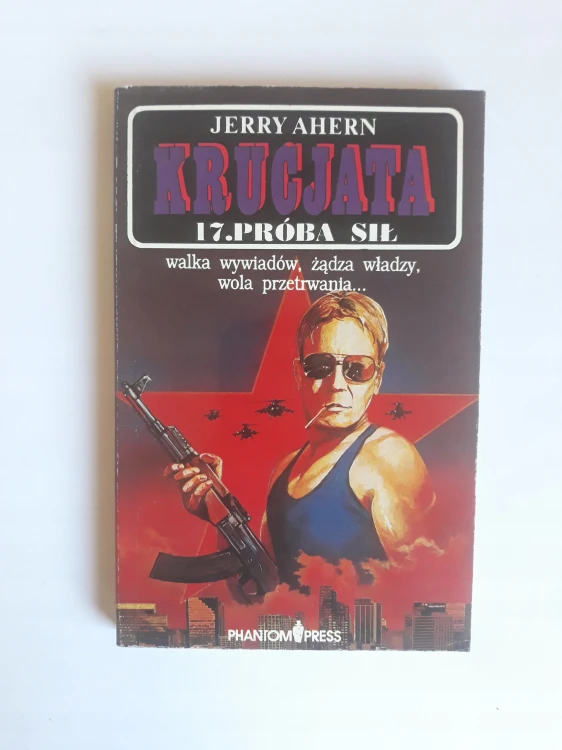 JERRY AHERN
KRUCJATA
17.PRÓBA SIŁ
walka wywiadów, żądza władzy,
wola przetrwania...
PHANTOM PRESS